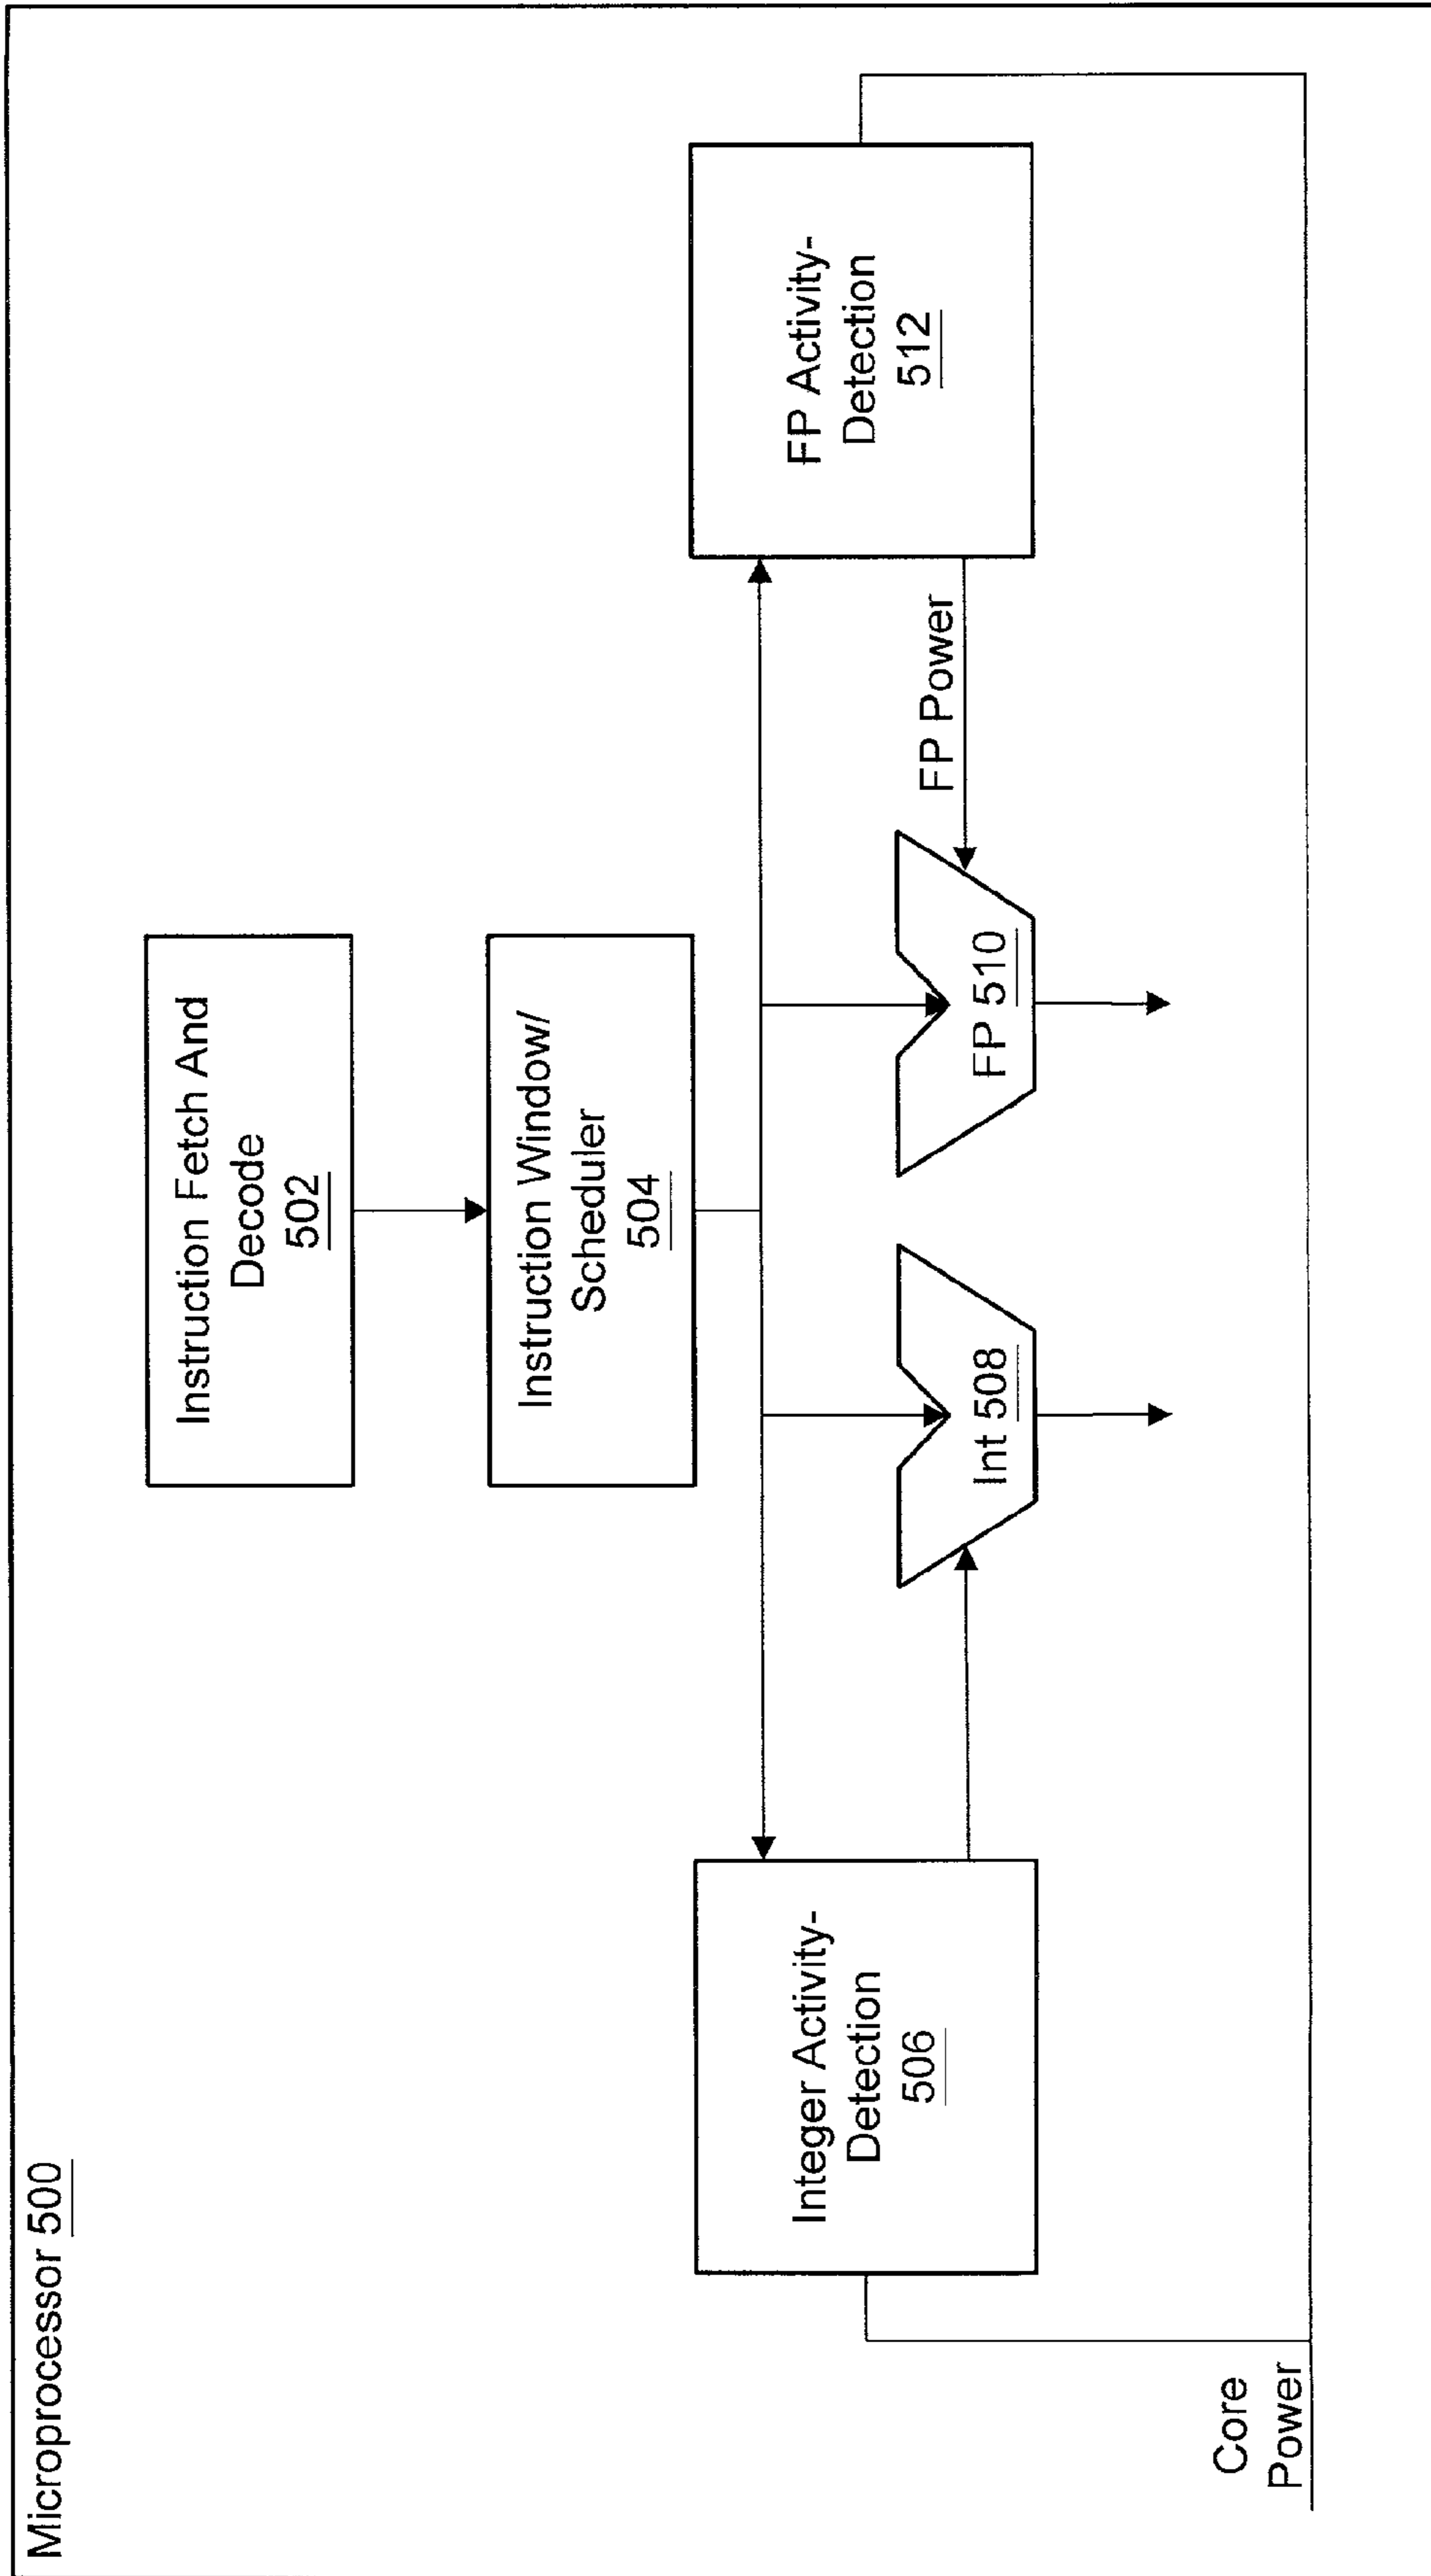 Microprocessor 500
Instruction Fetch And
Decode
502
Instruction Window/
Scheduler
504
Integer Activity-
Detection
506
Int 508
FP 510
FP Power
FP Activity-
Detection
512
Core
Power